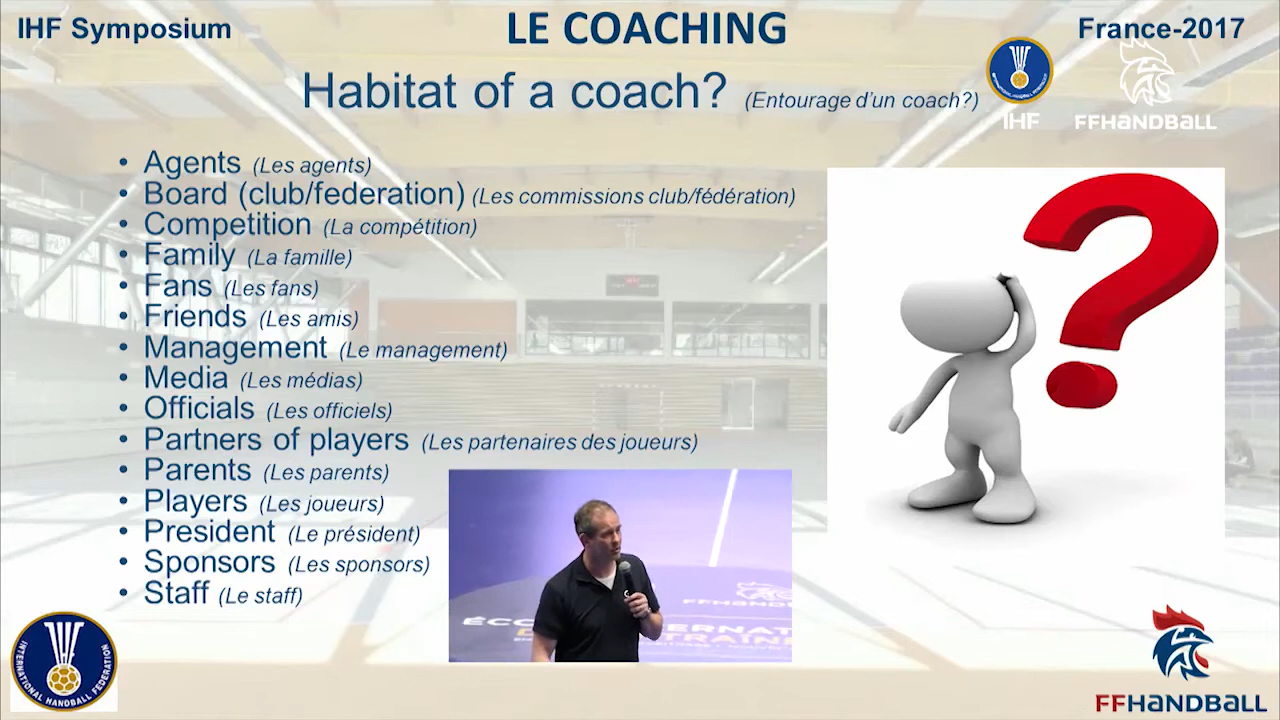 IHF Symposium
LE COACHING
France-2017
Habitat of a coach? (Entourage d'un coach?)
IHF
FFHANDBALL
• Agents (Les agents)
• Board (club/federation) (Les commissions club/fédération)
• Competition (La compétition)
• Family (La famille)
• Fans (Les fans)
• Friends (Les amis)
• Management (Le management)
• Media (Les médias)
• Officials (Les officiels)
• Partners of players (Les partenaires des joueurs)
• Parents (Les parents)
• Players (Les joueurs)
• President (Le président)
• Sponsors (Les sponsors)
• Staff (Le staff)
FFHANDB
INTERNATIONAL HANDBALL FEDERATION
FFHANDBALL